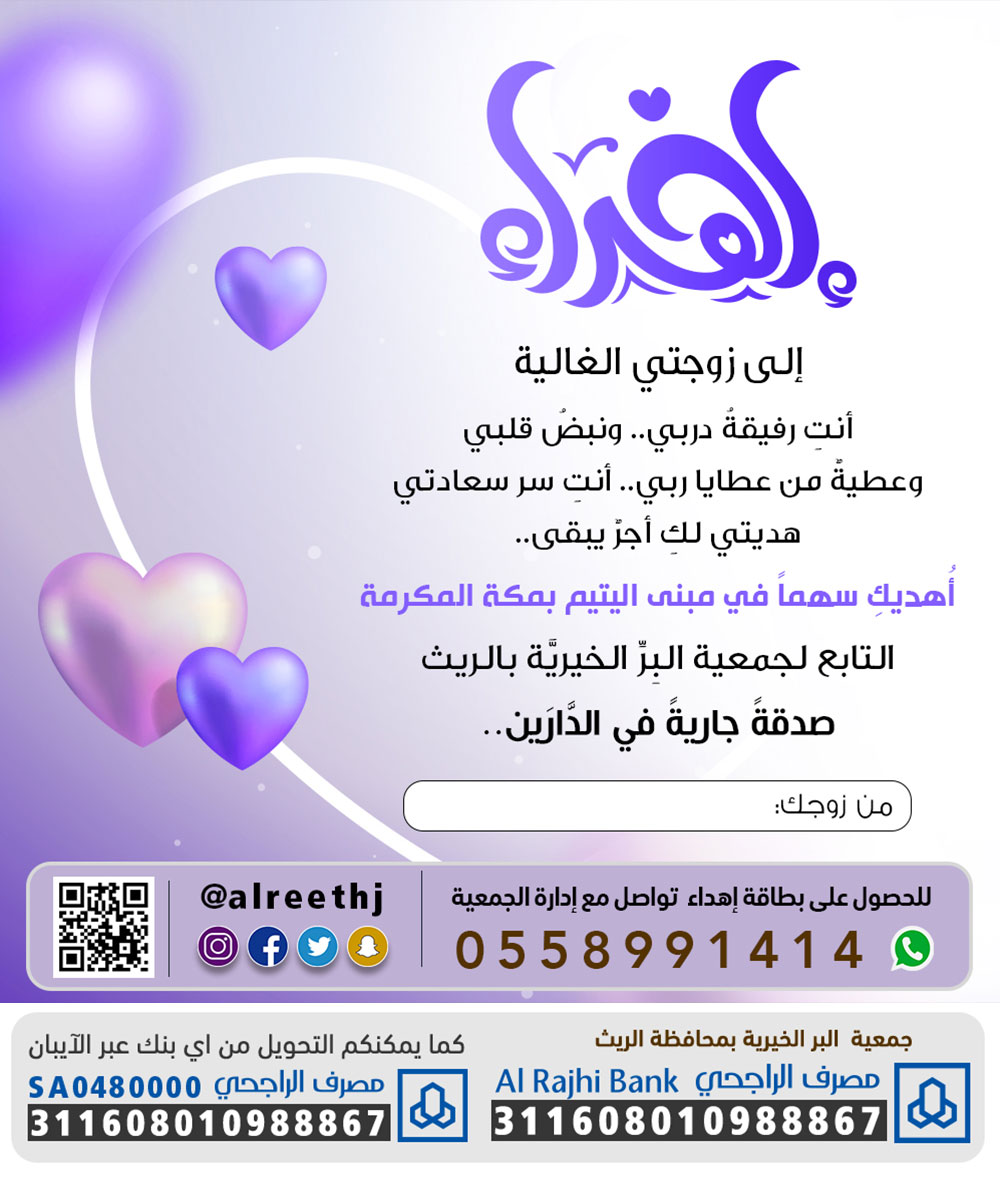 إهداء
إلى زوجتي الغالية
أنتِ رفيقةُ دربي.. ونبضُ قلبي
وعطيةٌ من عطايا ربي.. أنتِ سر سعادتي
هديتي لكِ أجرٌ يبقى..
أُهديكِ سهماً في مبنى اليتيم بمكة المكرمة
التابع لجمعية البِرِّ الخيريَّة بالريث
صدقةً جاريةً في الدَّارَين..
من زوجك:
للحصول على بطاقة إهداء تواصل مع إدارة الجمعية
0558991414
@alreethj
جمعية البر الخيرية بمحافظة الريث
مصرف الراجحي Al Rajhi Bank
311608010988867
كما يمكنكم التحويل من اي بنك عبر الآيبان
مصرف الراجحي SA0480000
311608010988867